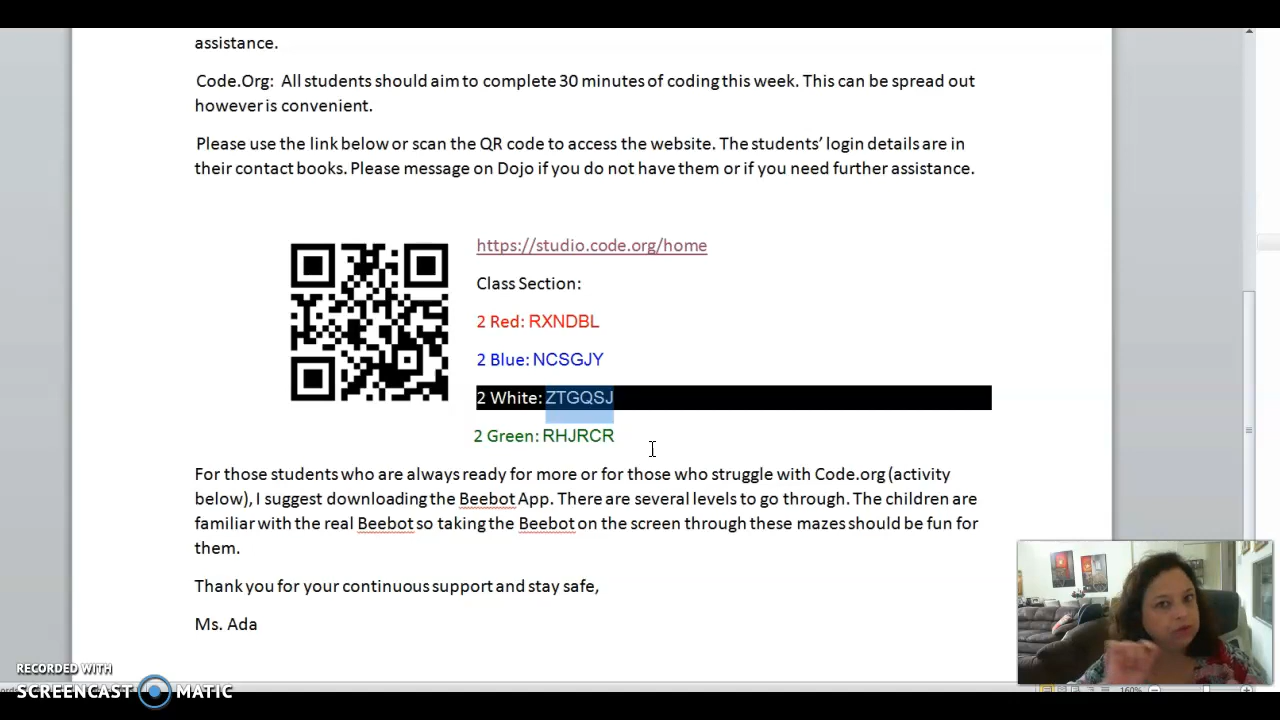 assistance.
Code.Org: All students should aim to complete 30 minutes of coding this week. This can be spread out
however is convenient.
Please use the link below or scan the QR code to access the website. The students' login details are in
their contact books. Please message on Dojo if you do not have them or if you need further assistance.
https://studio.code.org/home
Class Section:
2 Red: RXNDBL
2 Blue: NCSGJY
2 White: ZTGQSJ
2 Green: RHJRCR
For those students who are always ready for more or for those who struggle with Code.org (activity
below), I suggest downloading the Beebot App. There are several levels to go through. The children are
familiar with the real Beebot so taking the Beebot on the screen through these mazes should be fun for
them.
Thank you for your continuous support and stay safe,
Ms. Ada
RECORDED WITH
SCREENCAST MATIC
160%